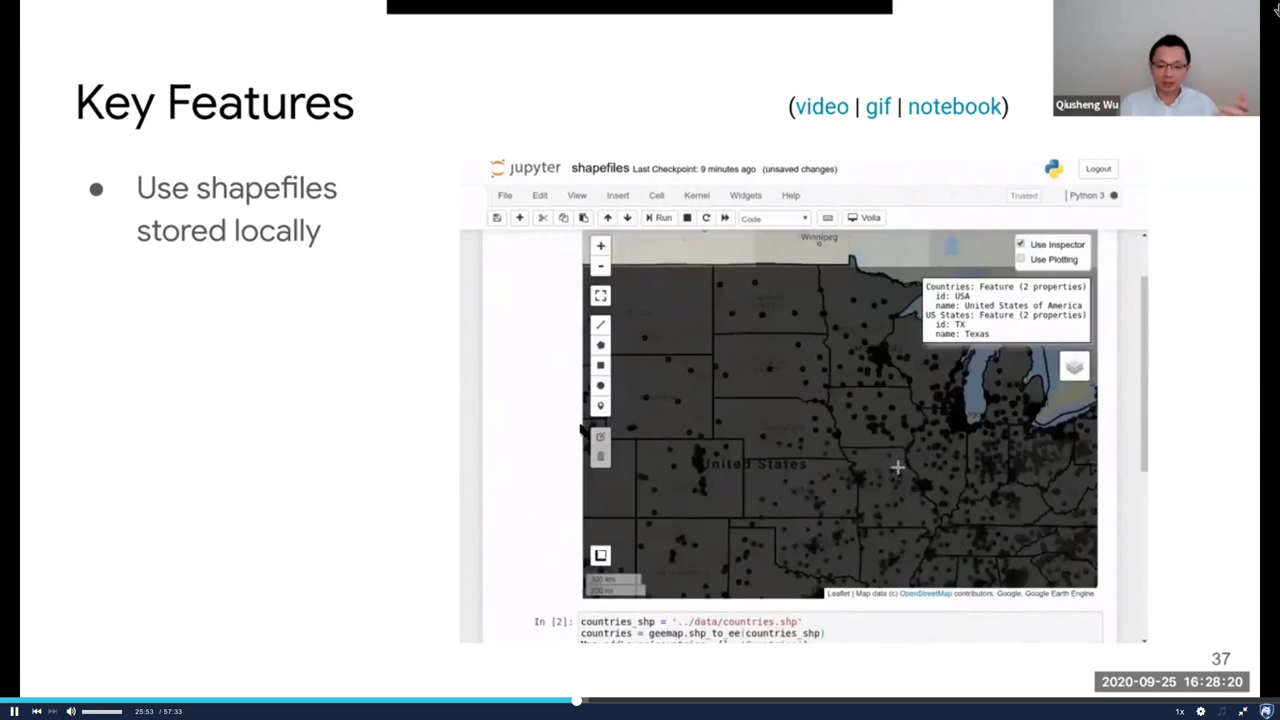 Key Features
(video | gif | notebook)
Qiusheng Wu
● Use shapefiles
stored locally
jupyter shapefiles Last Checkpoint: 9 minutes ago (unsaved changes)
Logout
File Edit View Insert Cell Kernel Widgets Help
Trusted
Python 3
Run
Code
Voila
Winnipeg
Use Inspector
Use Plotting
Countries: Feature (2 properties)
id: USA
name: United States of America
US States: Feature (2 properties)
id: TX
name: Texas
United States
300 km
200 mi
Leaflet | Map data (c) OpenStreetMap contributors, Google, Google Earth Engine
In [2]: countries_shp = '../data/countries.shp'
countries = geemap.shp_to_ee(countries_shp)
37
2020-09-25 16:28:20
25:53 / 57:33
1x